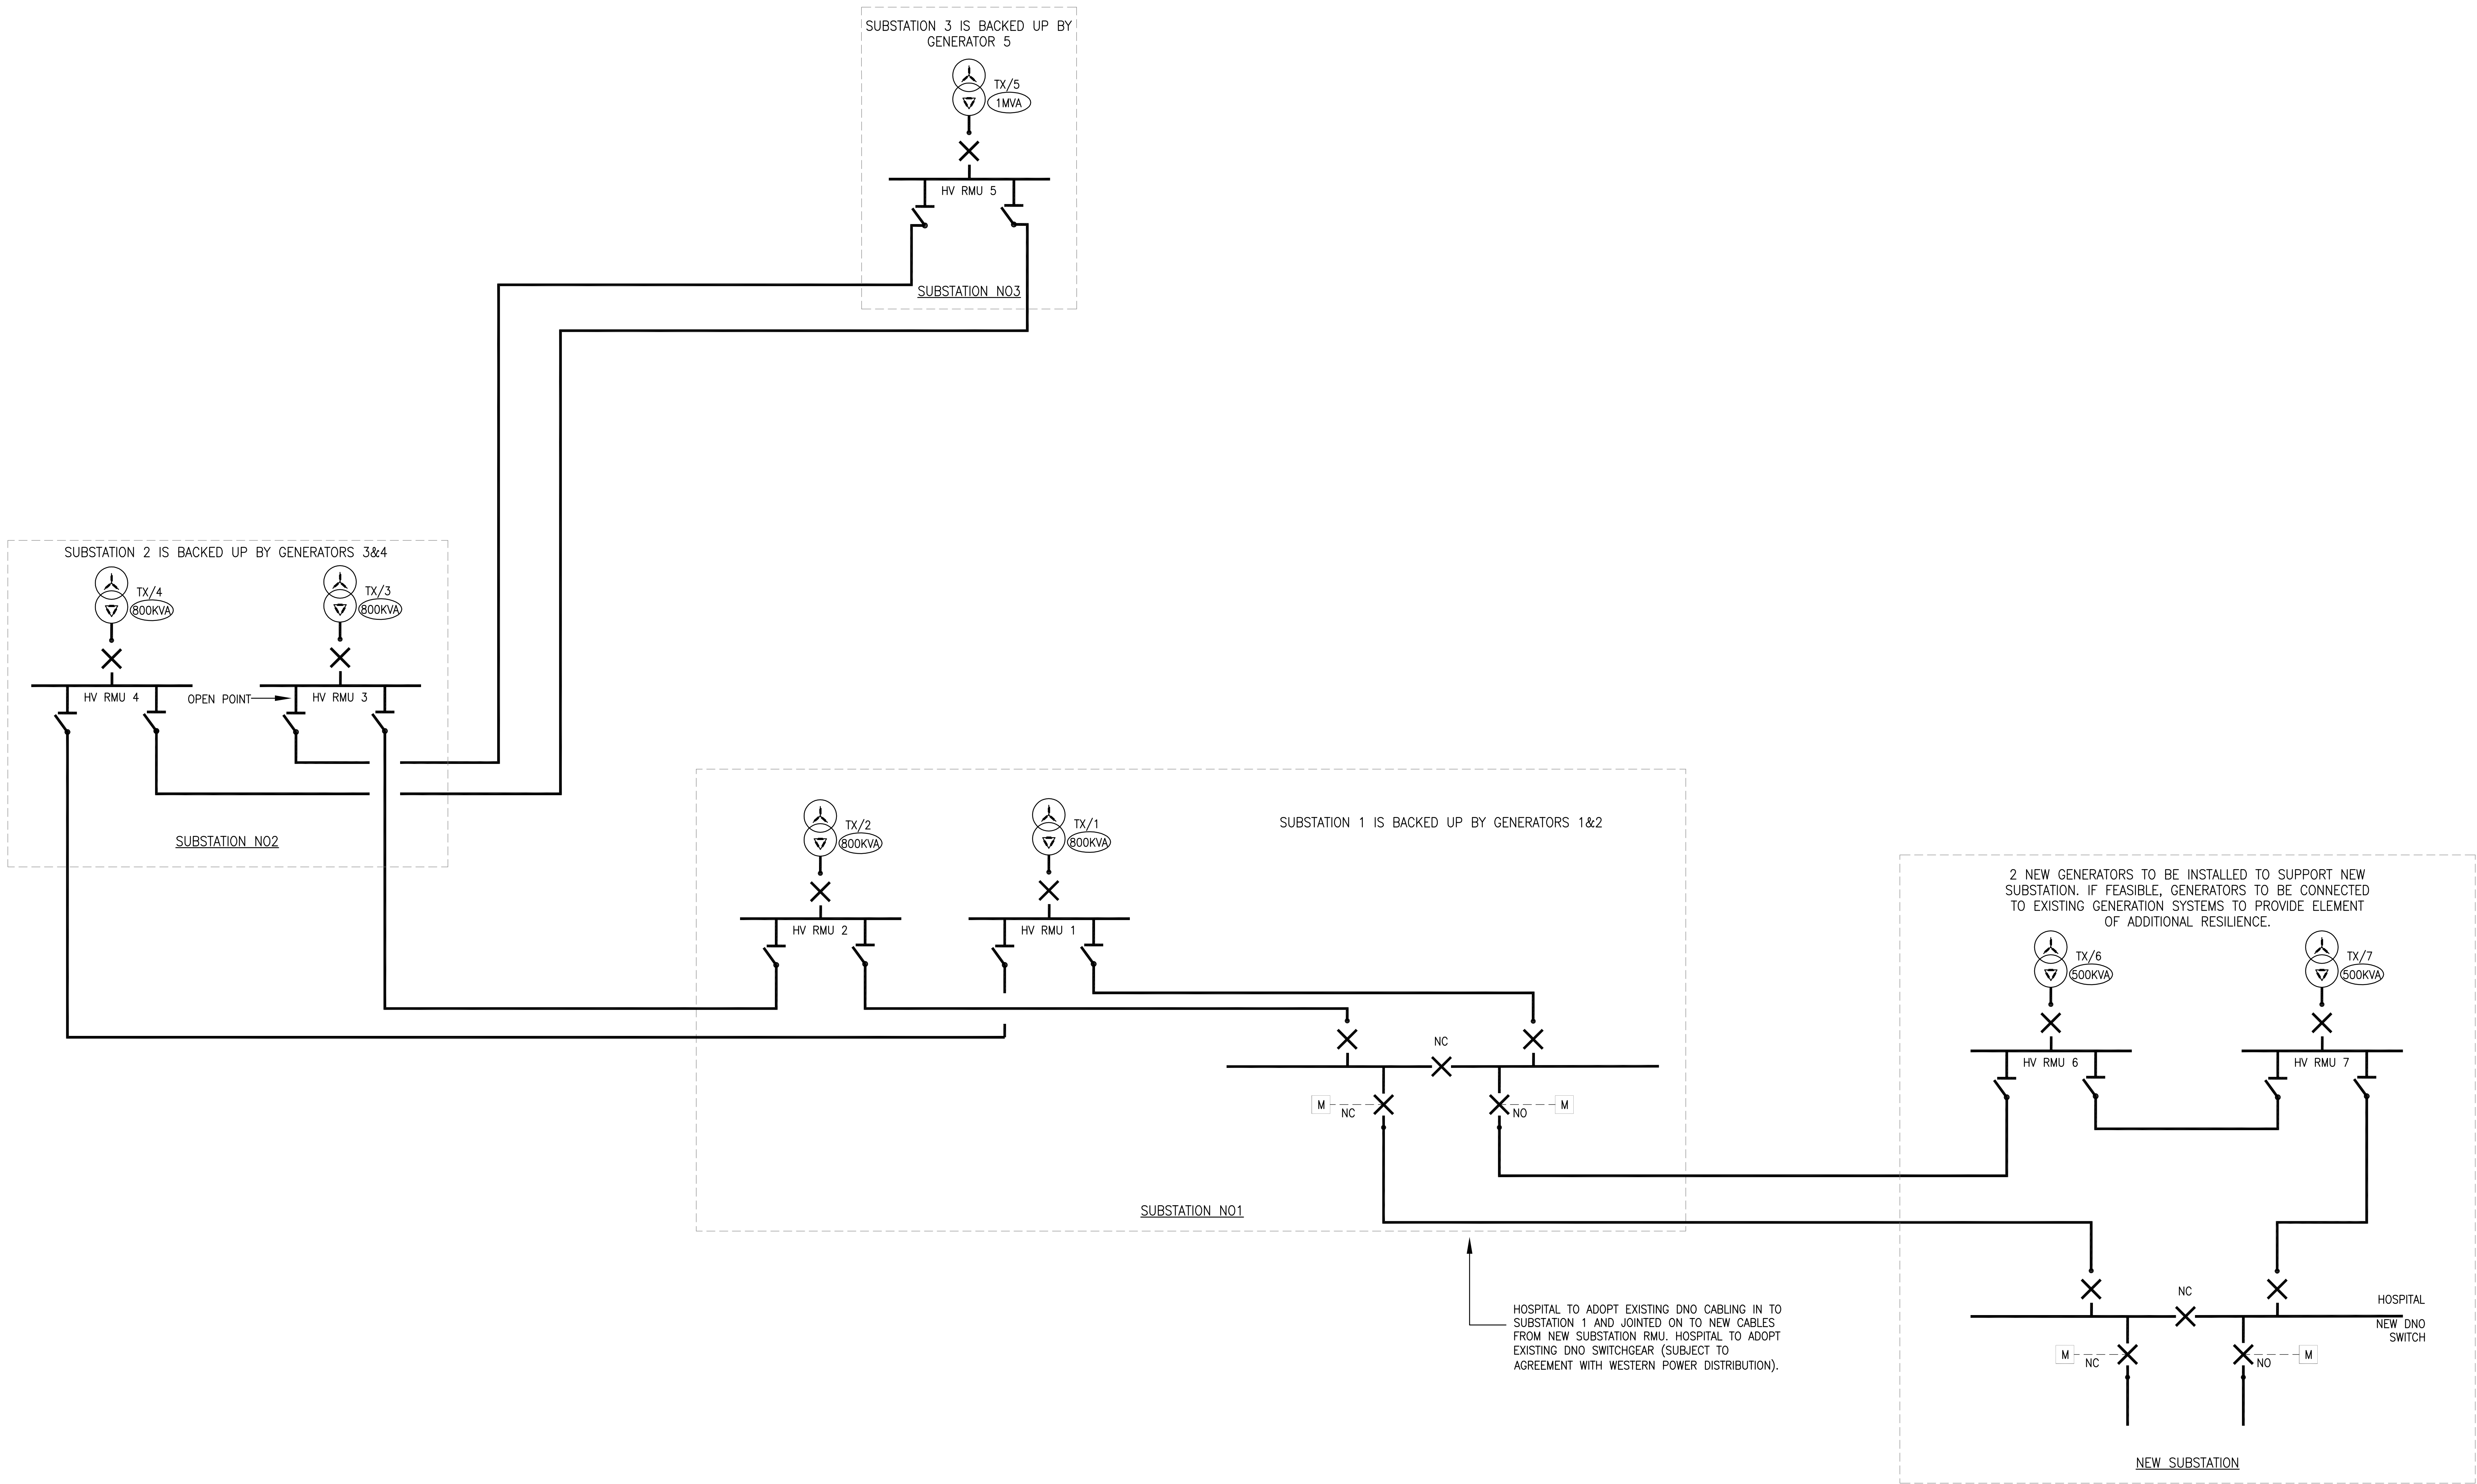 SUBSTATION 3 IS BACKED UP BY
GENERATOR 5
TX/5
1MVA
HV RMU 5
SUBSTATION NO3
SUBSTATION 2 IS BACKED UP BY GENERATORS 3&4
TX/4
800KVA
TX/3
800KVA
HV RMU 4
OPEN POINT
HV RMU 3
SUBSTATION NO2
TX/2
800KVA
TX/1
800KVA
SUBSTATION 1 IS BACKED UP BY GENERATORS 1&2
HV RMU 2
HV RMU 1
NC
M
NC
NO
M
SUBSTATION NO1
2 NEW GENERATORS TO BE INSTALLED TO SUPPORT NEW
SUBSTATION. IF FEASIBLE, GENERATORS TO BE CONNECTED
TO EXISTING GENERATION SYSTEMS TO PROVIDE ELEMENT
OF ADDITIONAL RESILIENCE.
TX/6
500KVA
TX/7
500KVA
HV RMU 6
HV RMU 7
HOSPITAL TO ADOPT EXISTING DNO CABLING IN TO
SUBSTATION 1 AND JOINTED ON TO NEW CABLES
FROM NEW SUBSTATION RMU. HOSPITAL TO ADOPT
EXISTING DNO SWITCHGEAR (SUBJECT TO
AGREEMENT WITH WESTERN POWER DISTRIBUTION).
NC
HOSPITAL
NEW DNO
SWITCH
M
NC
NO
M
NEW SUBSTATION